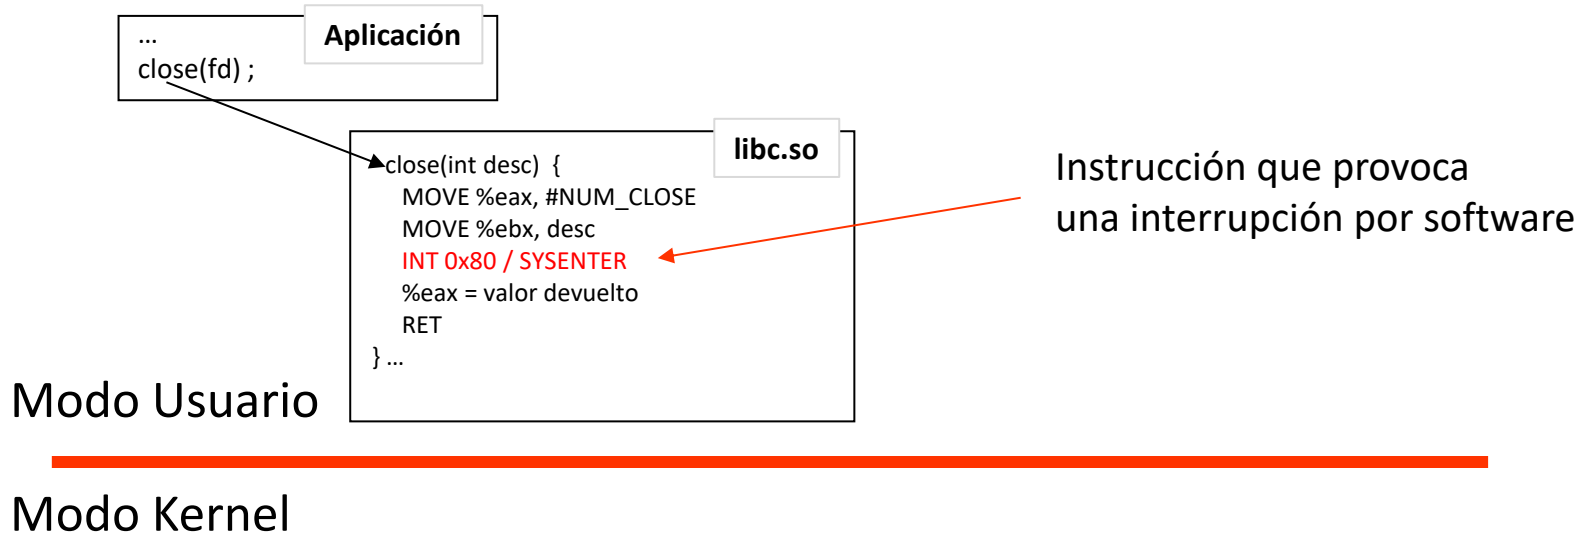 ...
Aplicación
close(fd) ;
libc.so
close(int desc) {
MOVE %eax, #NUM_CLOSE
MOVE %ebx, desc
INT 0x80 / SYSENTER
%eax = valor devuelto
RET
} ...
Instrucción que provoca
una interrupción por software
Modo Usuario
Modo Kernel